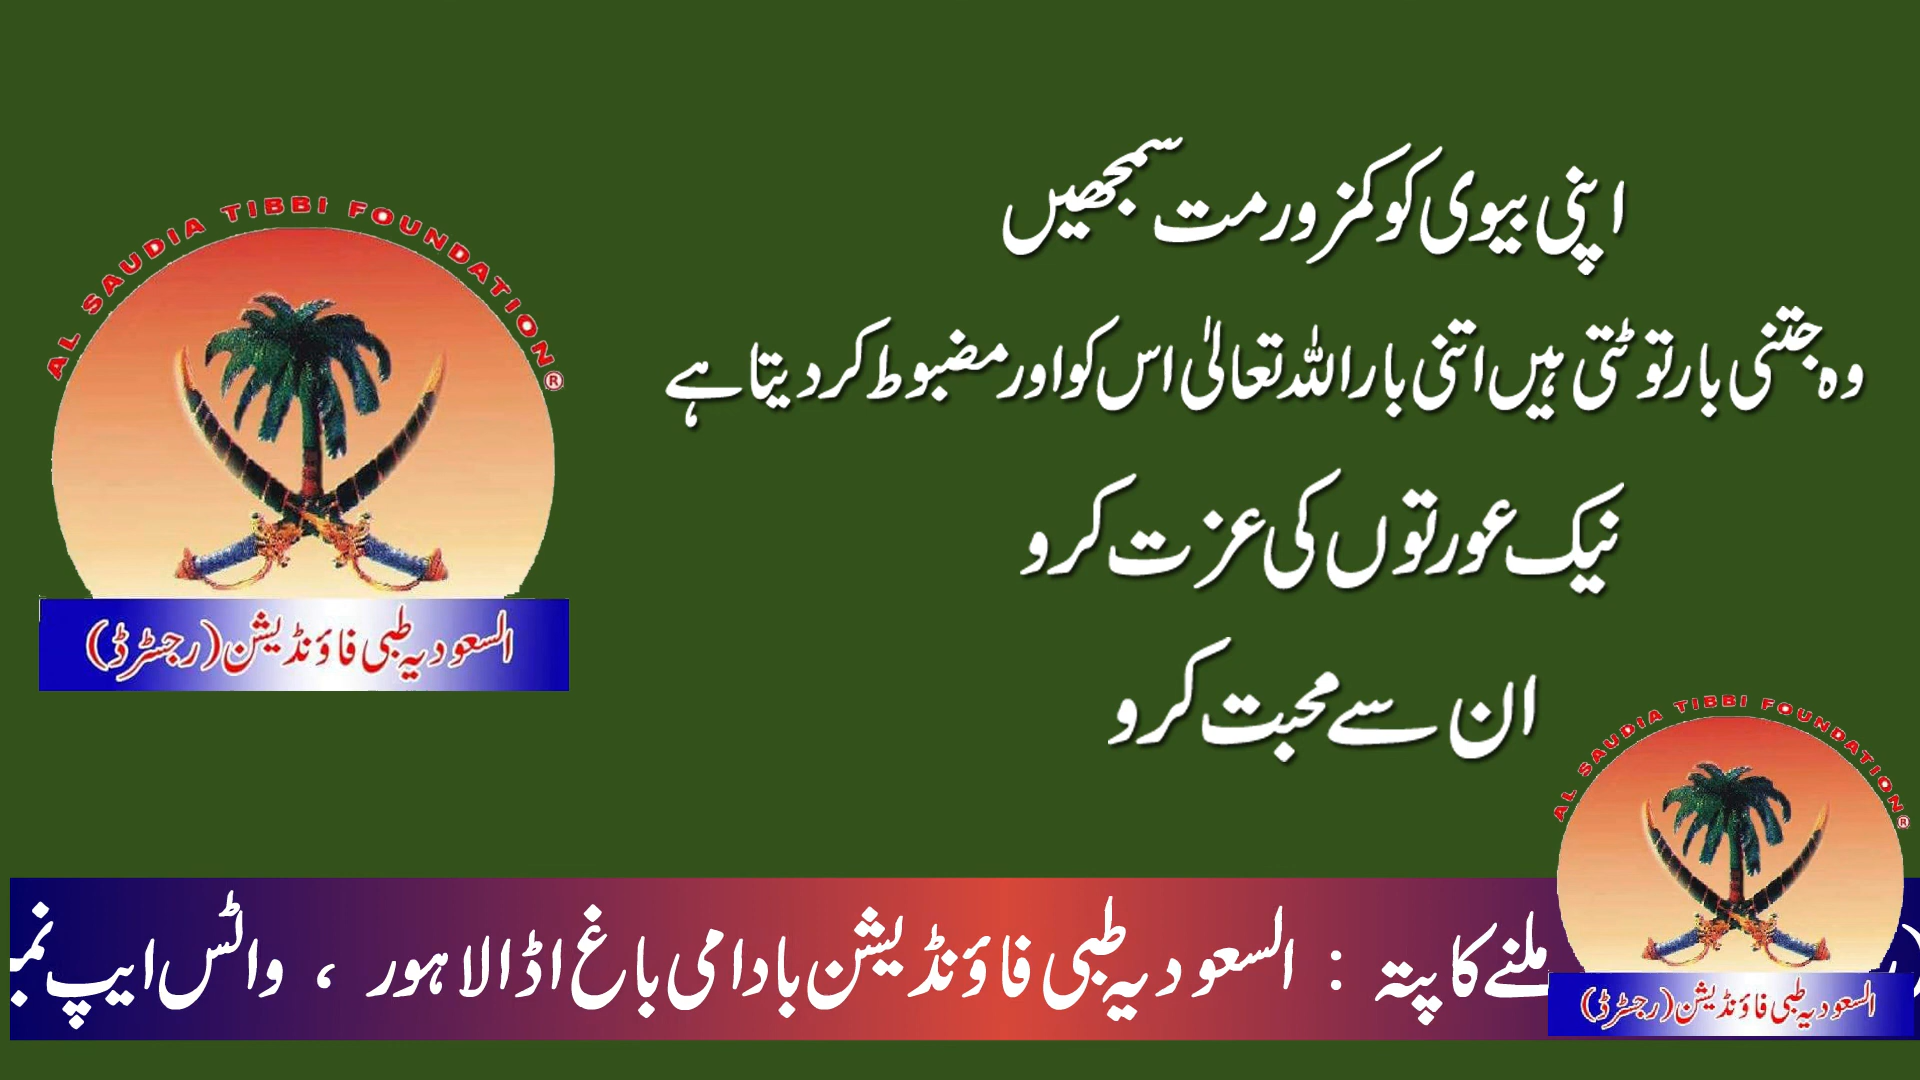 اپنی بیوی کو کمزور مت سمجھیں
وہ جتنی بار ٹوٹتی ہیں اتنی بار اللہ تعالیٰ اس کو اور مضبوط کر دیتا ہے
نیک عورتوں کی عزت کرو
ان سے محبت کرو
AL SAUDIA TIBBI FOUNDATION®
السعودیہ طبی فاؤنڈیشن (رجسٹرڈ)
AL SAUDIA TIBBI FOUNDATION®
السعودیہ طبی فاؤنڈیشن (رجسٹرڈ)
ملنے کا پتہ : السعودیہ طبی فاؤنڈیشن بادامی باغ اڈا لاہور ، واٹس ایپ